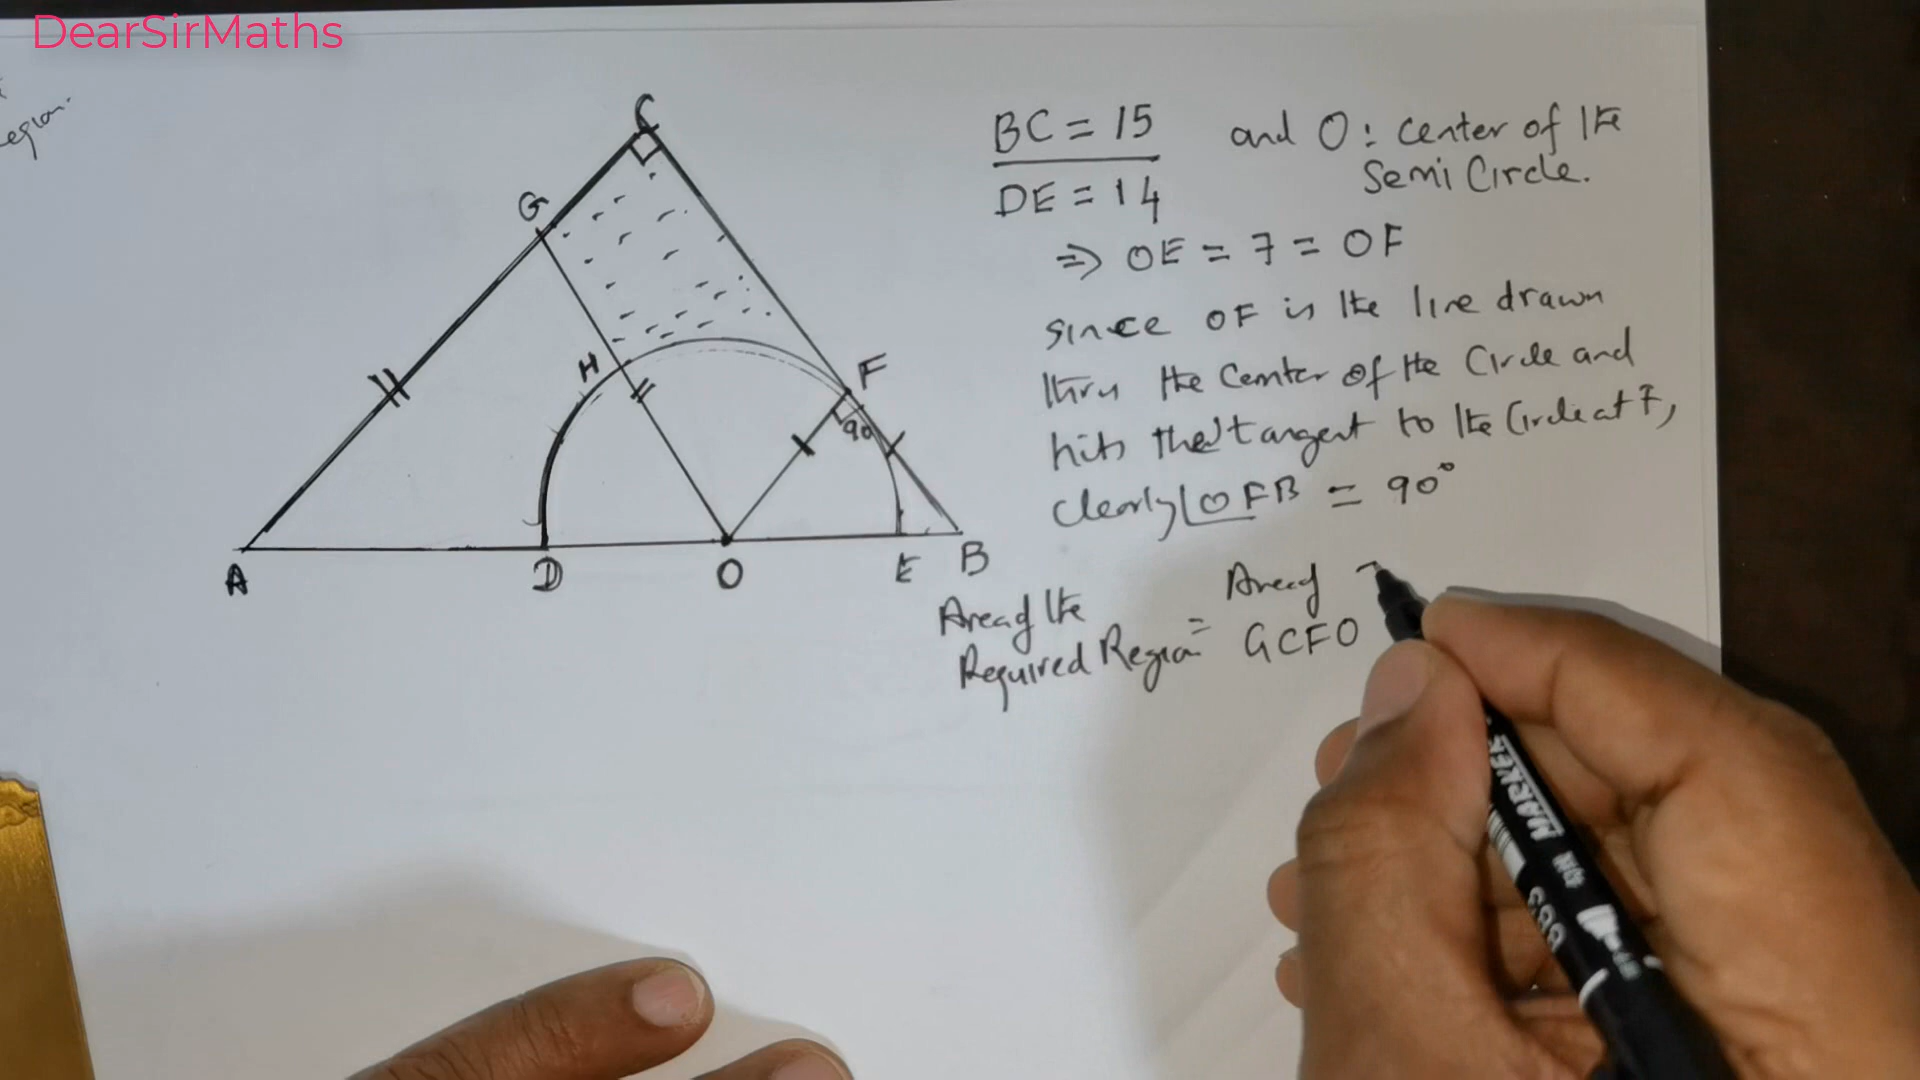 DearSirMaths
egion.
C
G
H
F
90
A
D
O
E
B
BC = 15 and O: Center of the
Semi Circle.
DE = 14
⇒ OE = 7 = OF
since OF is the line drawn
thru the Center of the Circle and
hits the tangent to the Circle at F,
Clearly ∠OFB = 90°
Area of the
Required Region = Area of
GCFO
MARKER